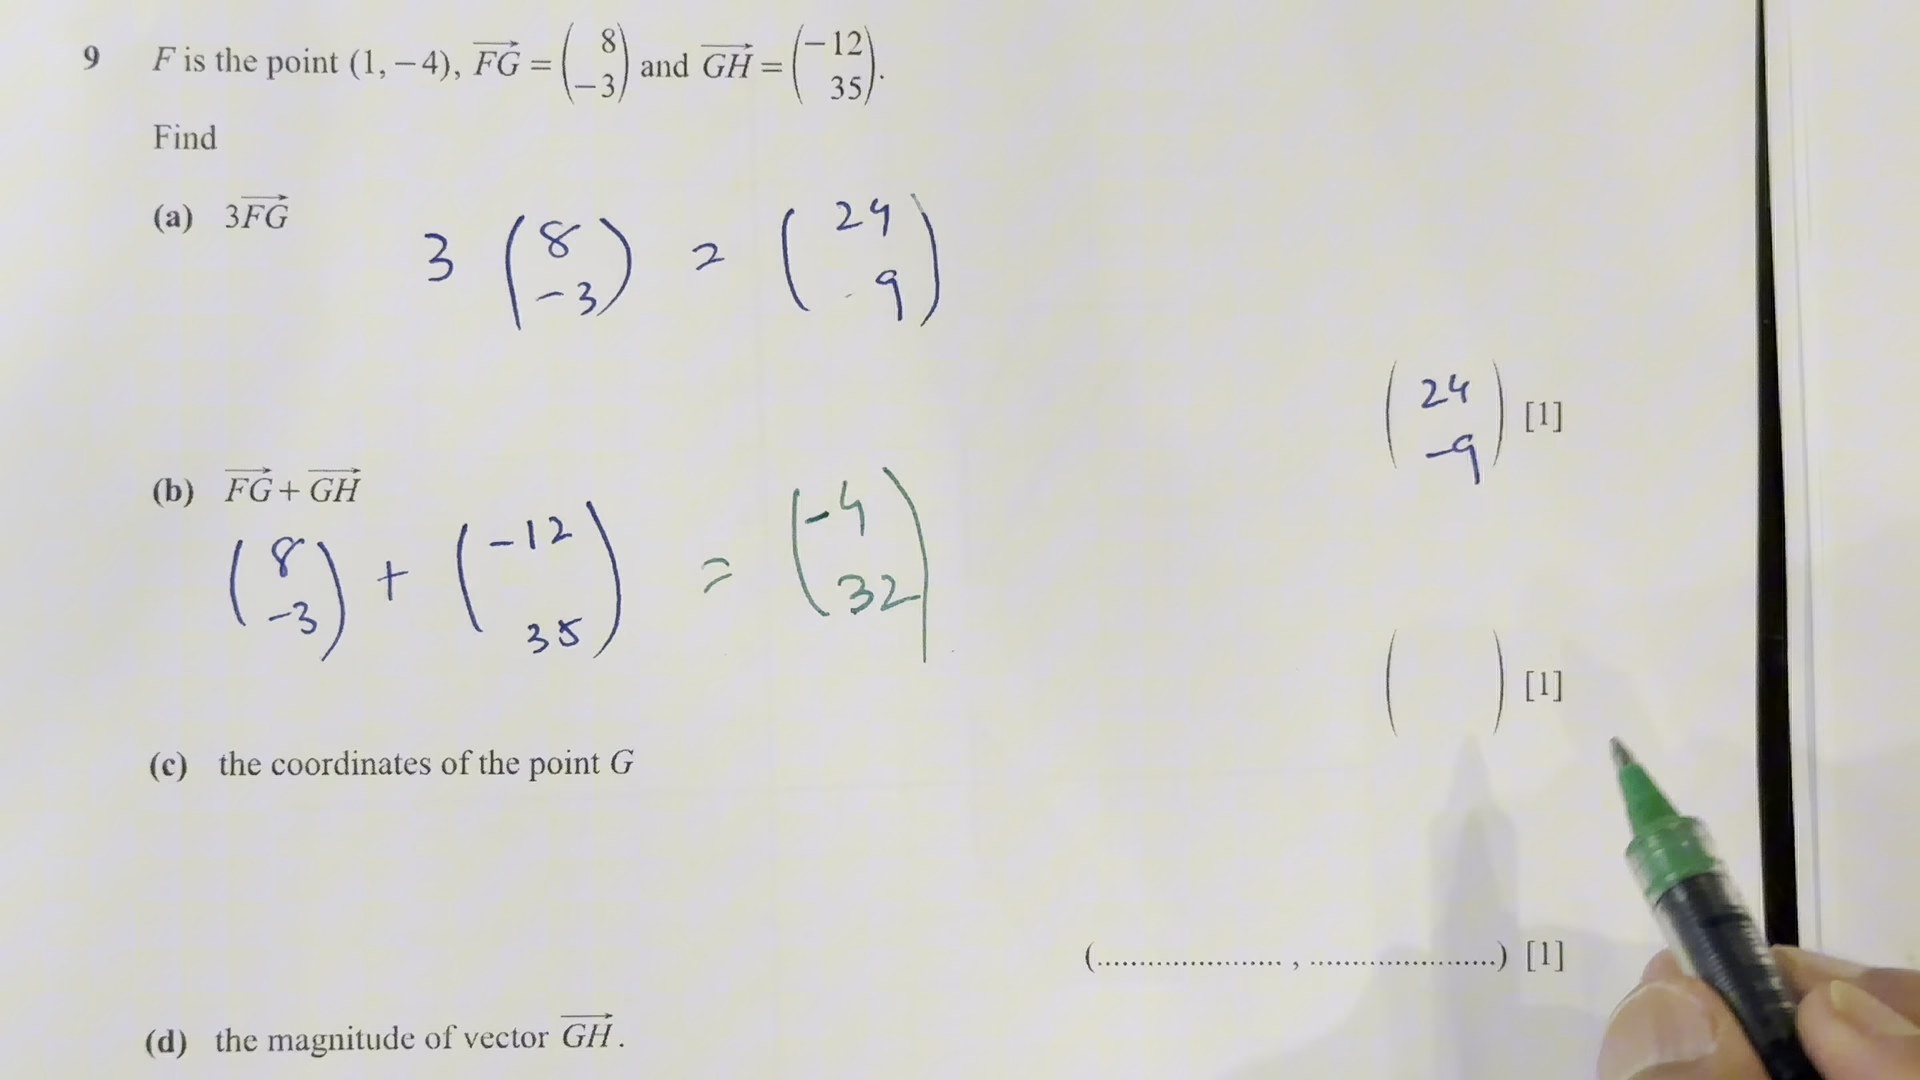 9 F is the point (1, −4), FG→ = (8 −3) and GH→ = (−12 35).
Find
(a) 3FG→
3 (8 −3) = (24 9)
(24 −9) [1]
(b) FG→ + GH→
(8 −3) + (−12 35) = (−4 32)
( ) [1]
(c) the coordinates of the point G
(...................... , ......................) [1]
(d) the magnitude of vector GH→.